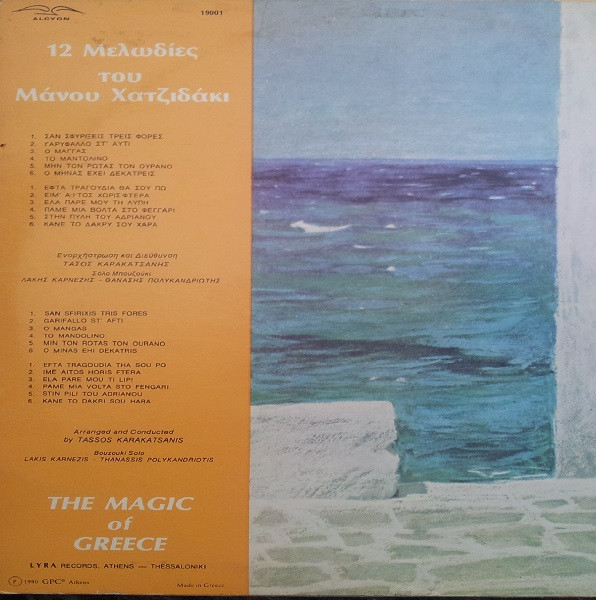 ALCYON
19001
12 Μελωδίες
του
Μάνου Χατζιδάκι
1. ΣΑΝ ΣΦΥΡΙΞΕΙΣ ΤΡΕΙΣ ΦΟΡΕΣ
2. ΓΑΡΥΦΑΛΛΟ ΣΤ' ΑΥΤΙ
3. Ο ΜΑΓΓΑΣ
4. ΤΟ ΜΑΝΤΟΛΙΝΟ
5. ΜΗΝ ΤΟΝ ΡΩΤΑΣ ΤΟΝ ΟΥΡΑΝΟ
6. Ο ΜΗΝΑΣ ΕΧΕΙ ΔΕΚΑΤΡΕΙΣ
1. ΕΦΤΑ ΤΡΑΓΟΥΔΙΑ ΘΑ ΣΟΥ ΠΩ
2. ΕΙΜ' ΑΪΤΟΣ ΧΩΡΙΣ ΦΤΕΡΑ
3. ΕΛΑ ΠΑΡΕ ΜΟΥ ΤΗ ΛΥΠΗ
4. ΠΑΜΕ ΜΙΑ ΒΟΛΤΑ ΣΤΟ ΦΕΓΓΑΡΙ
5. ΣΤΗΝ ΠΥΛΗ ΤΟΥ ΑΔΡΙΑΝΟΥ
6. ΚΑΝΕ ΤΟ ΔΑΚΡΥ ΣΟΥ ΧΑΡΑ
Ενορχήστρωση και Διεύθυνση
ΤΑΣΟΣ ΚΑΡΑΚΑΤΣΑΝΗΣ
Σόλο Μπουζούκι
ΛΑΚΗΣ ΚΑΡΝΕΖΗΣ - ΘΑΝΑΣΗΣ ΠΟΛΥΚΑΝΔΡΙΩΤΗΣ
1. SAN SFIRIXIS TRIS FORES
2. GARIFALLO ST' AFTI
3. O MANGAS
4. TO MANDOLINO
5. MIN TON ROTAS TON OURANO
6. O MINAS EHI DEKATRIS
1. EFTA TRAGOUDIA THA SOU PO
2. IME AITOS HORIS FTERA
3. ELA PARE MOU TI LIPI
4. PAME MIA VOLTA STO FENGARI
5. STIN PILI TOU ADRIANOU
6. KANE TO DAKRI SOU HARA
Arranged and Conducted
by TASSOS KARAKATSANIS
Bouzouki Solo
LAKIS KARNEZIS - THANASSIS POLYKANDRIOTIS
THE MAGIC
of
GREECE
LYRA RECORDS, ATHENS — THESSALONIKI
Ⓟ 1990 GPC® Athens
Made in Greece